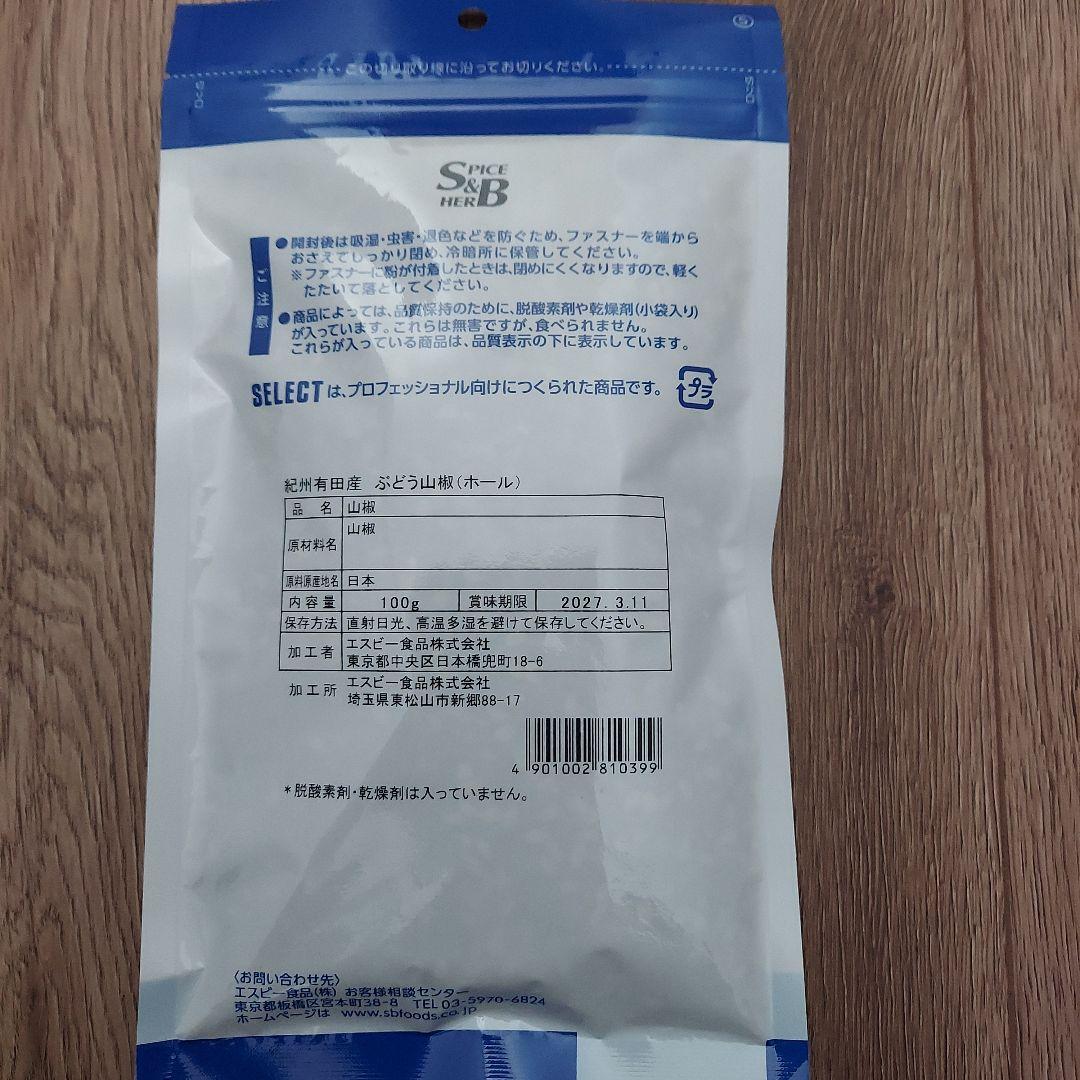 この切り取り線に沿ってお切りください。
SPICE
&
HERB
ご注意
●開封後は吸湿・虫害・退色などを防ぐため、ファスナーを端から
おさえてしっかり閉め、冷暗所に保管してください。
※ファスナーに粉が付着したときは、閉めにくくなりますので、軽く
たたいて落としてください。
●商品によっては、品質保持のために、脱酸素剤や乾燥剤(小袋入り)
が入っています。これらは無害ですが、食べられません。
これらが入っている商品は、品質表示の下に表示しています。
SELECTは、プロフェッショナル向けにつくられた商品です。
プラ
紀州有田産 ぶどう山椒(ホール)
品名 山椒
原材料名 山椒
原料原産地名 日本
内容量 100g 賞味期限 2027. 3.11
保存方法 直射日光、高温多湿を避けて保存してください。
加工者 エスビー食品株式会社
東京都中央区日本橋兜町18-6
加工所 エスビー食品株式会社
埼玉県東松山市新郷88-17
4 901002 810399
*脱酸素剤・乾燥剤は入っていません。
〈お問い合わせ先〉
エスビー食品(株) お客様相談センター
東京都板橋区宮本町38-8 TEL 03-5970-6824
ホームページは www.sbfoods.co.jp